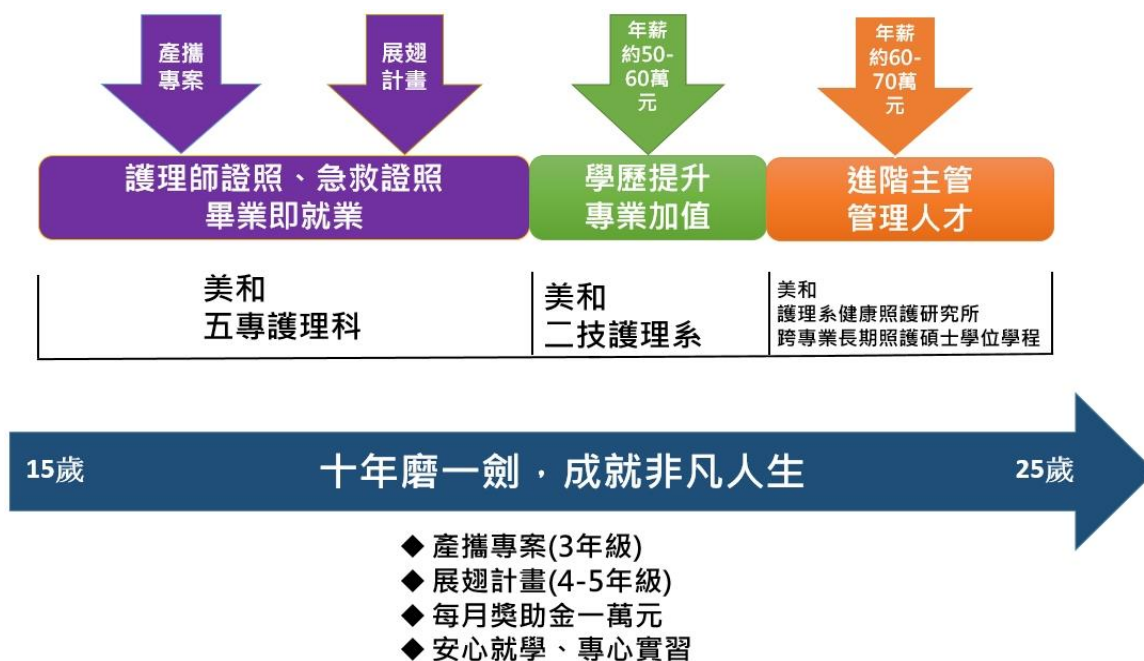 產攜
專案
展翅
計畫
年薪
約50-
60萬
元
年薪
約60-
70萬
元
護理師證照、急救證照
畢業即就業
學歷提升
專業加值
進階主管
管理人才
美和
五專護理科
美和
二技護理系
美和
護理系健康照護研究所
跨專業長期照護碩士學位學程
15歲
十年磨一劍，成就非凡人生
25歲
◆ 產攜專案(3年級)
◆ 展翅計畫(4-5年級)
◆ 每月獎助金一萬元
◆ 安心就學、專心實習